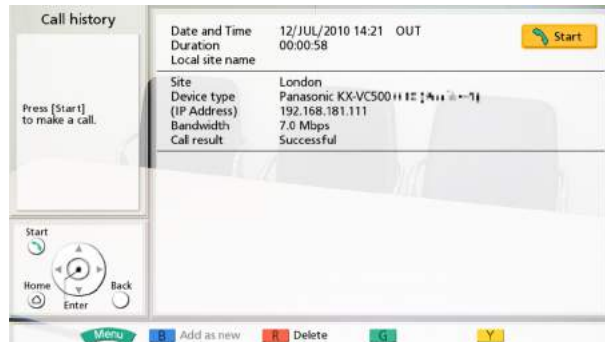 Call history
Press [Start]
to make a call.
Date and Time 12/JUL/2010 14:21 OUT
Duration 00:00:58
Local site name
Start
Site London
Device type Panasonic KX-VC500
(IP Address) 192.168.181.111
Bandwidth 7.0 Mbps
Call result Successful
Start
Home
Enter
Back
Menu
B Add as new
R Delete
G
Y